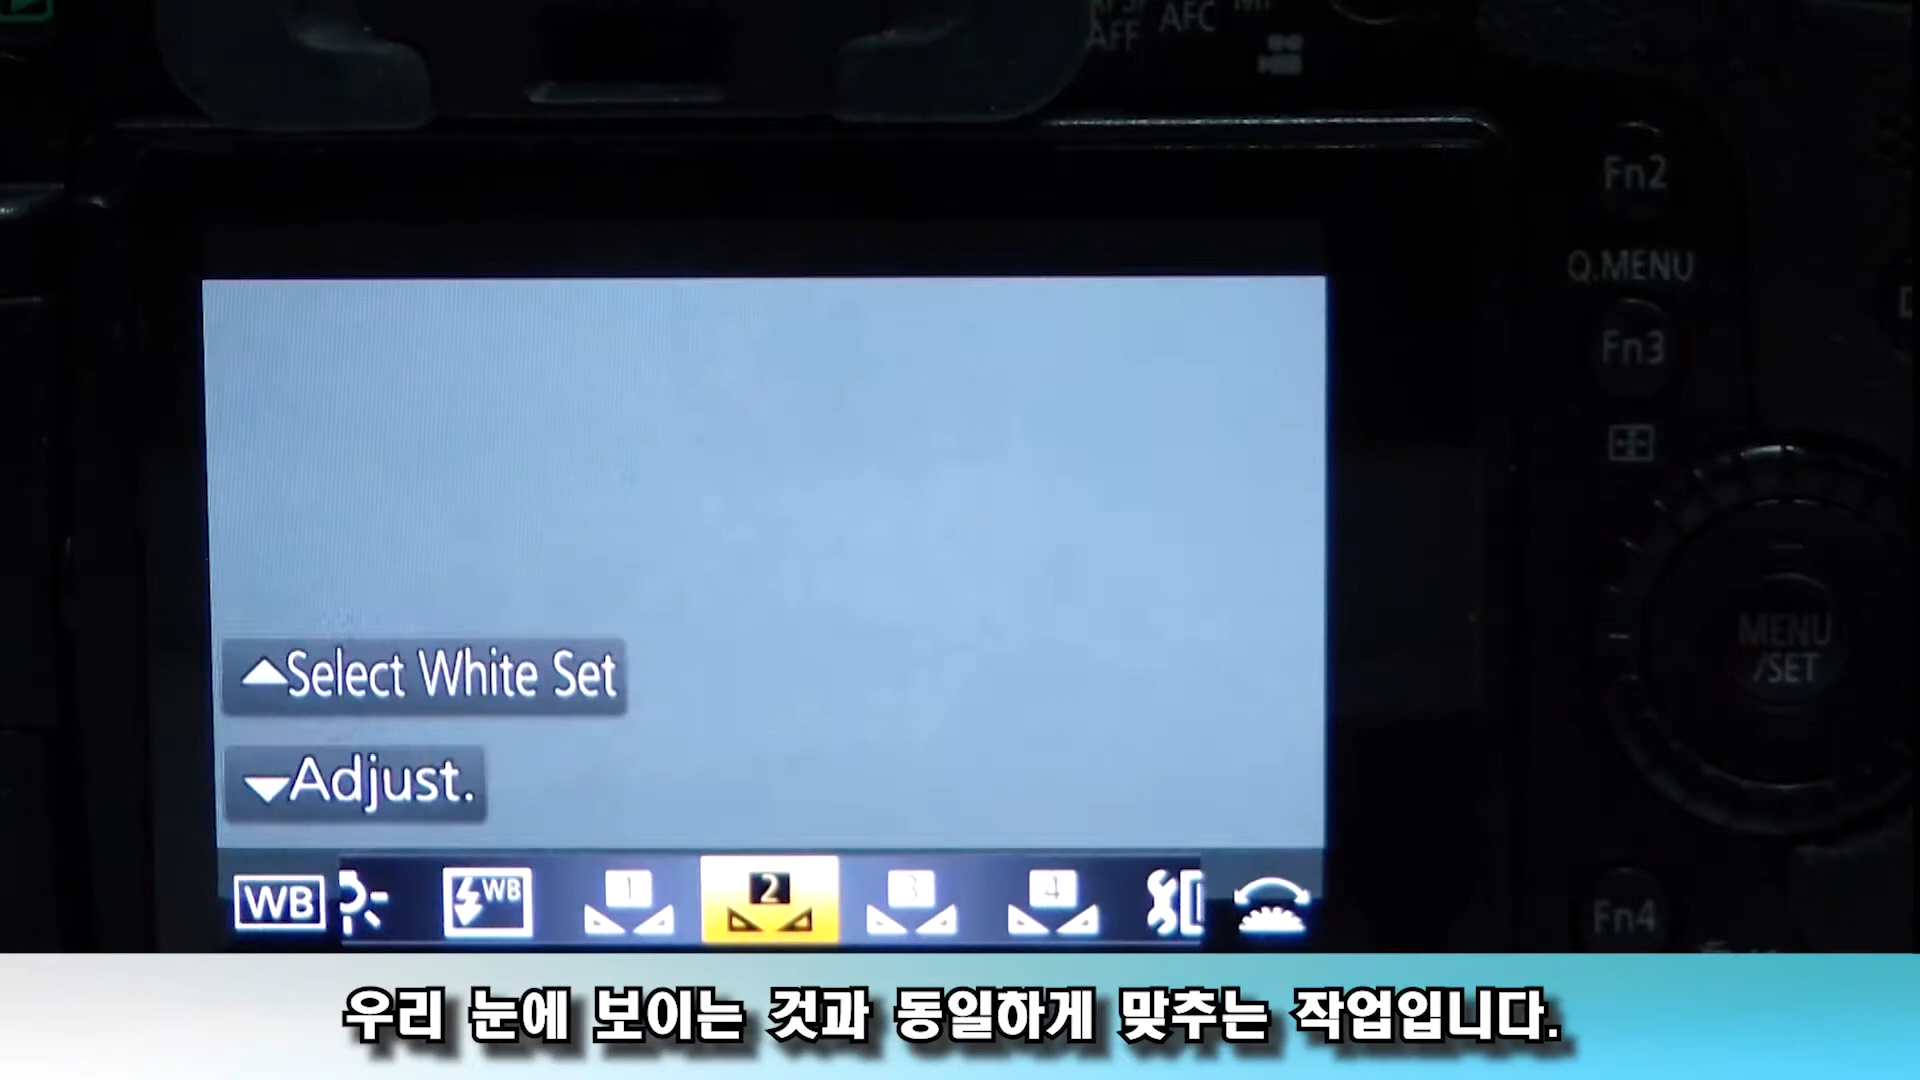 AFF AFC
Fn2
Q.MENU
Fn3
MENU
/SET
Select White Set
Adjust.
WB WB 1 2 3 4
Fn4
우리 눈에 보이는 것과 동일하게 맞추는 작업입니다.